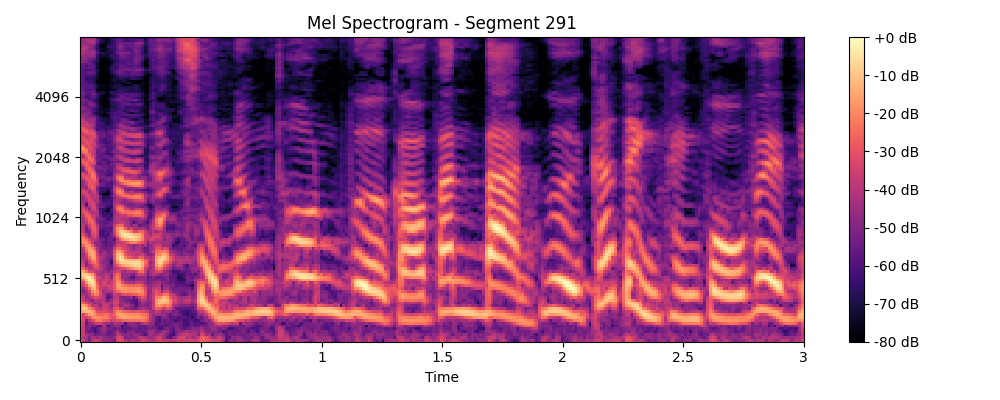 Mel Spectrogram - Segment 291
+0 dB
4096
2048
1024
512
0
Frequency
0
0.5
1
1.5
2
2.5
3
Time
-10 dB
-20 dB
-30 dB
-40 dB
-50 dB
-60 dB
-70 dB
-80 dB